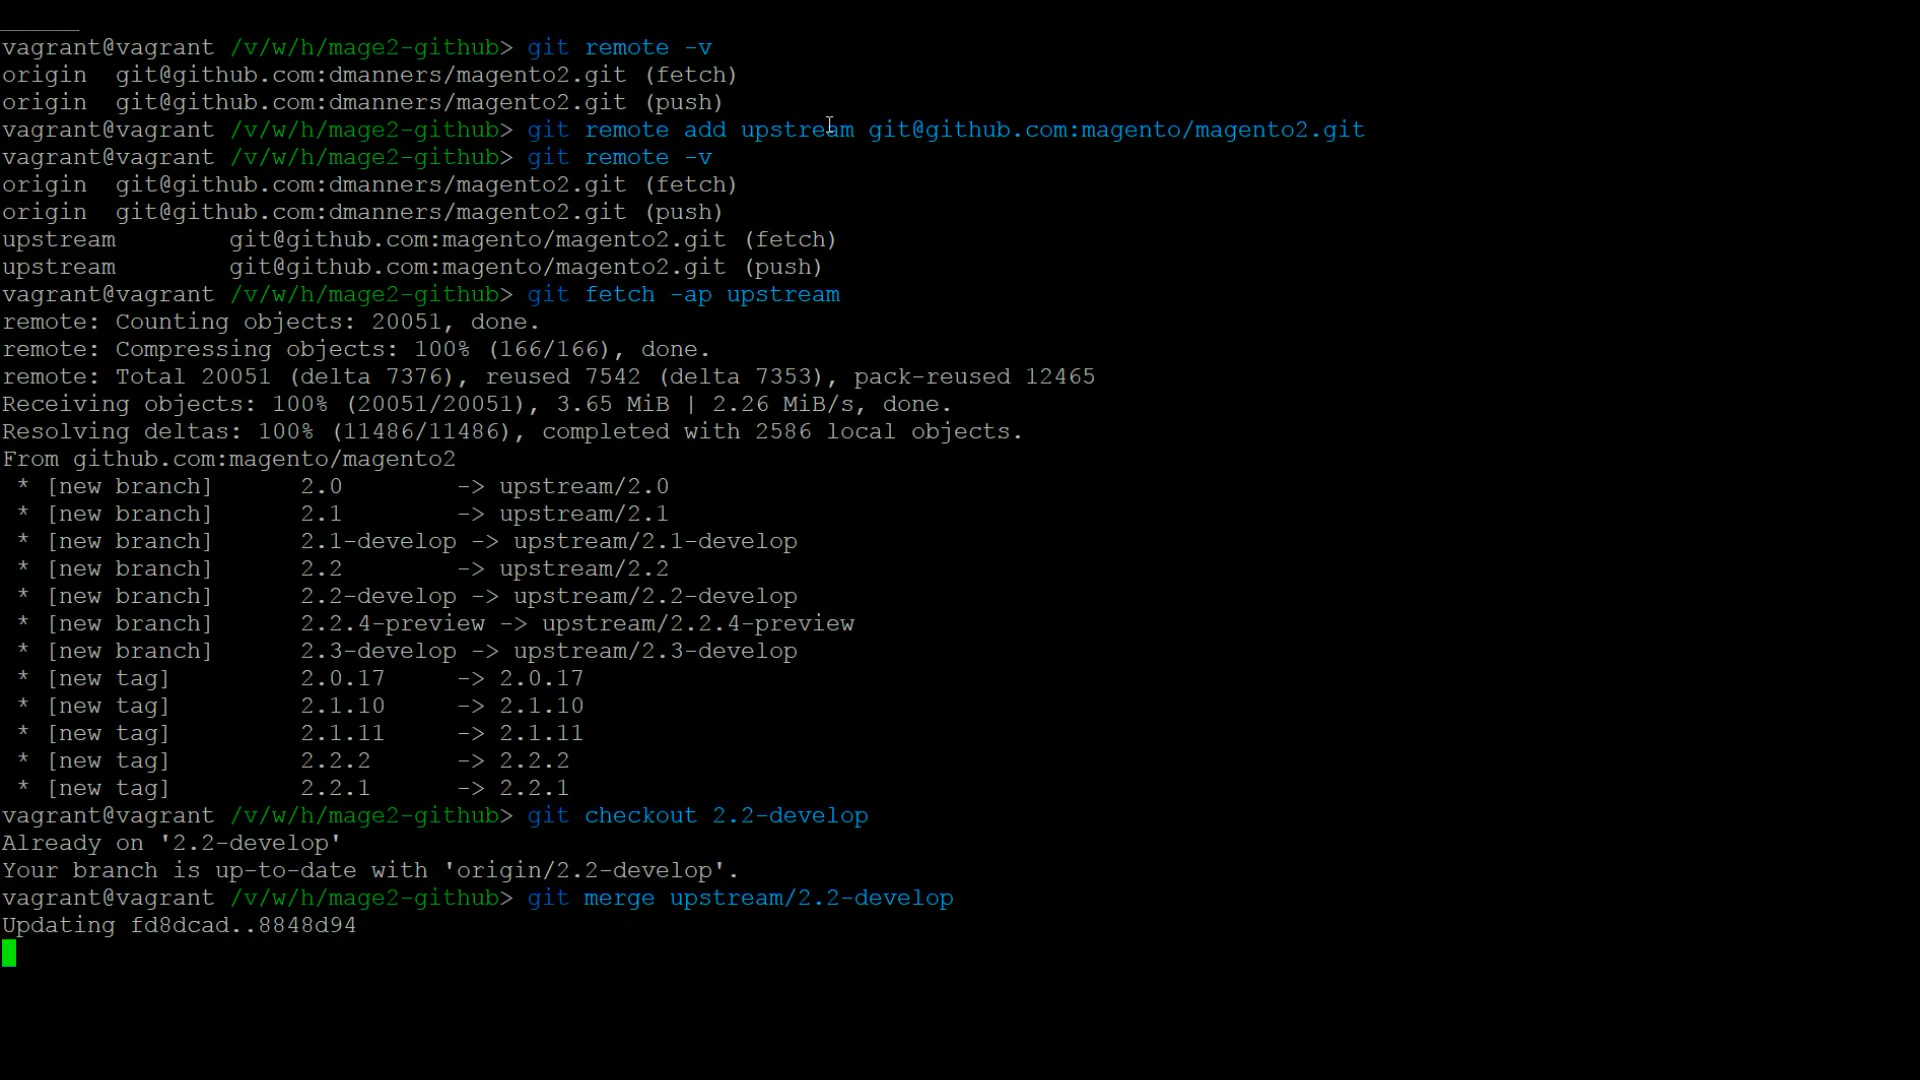 vagrant@vagrant /v/w/h/mage2-github> git remote -v
origin  git@github.com:dmanners/magento2.git (fetch)
origin  git@github.com:dmanners/magento2.git (push)
vagrant@vagrant /v/w/h/mage2-github> git remote add upstream git@github.com:magento/magento2.git
vagrant@vagrant /v/w/h/mage2-github> git remote -v
origin  git@github.com:dmanners/magento2.git (fetch)
origin  git@github.com:dmanners/magento2.git (push)
upstream        git@github.com:magento/magento2.git (fetch)
upstream        git@github.com:magento/magento2.git (push)
vagrant@vagrant /v/w/h/mage2-github> git fetch -ap upstream
remote: Counting objects: 20051, done.
remote: Compressing objects: 100% (166/166), done.
remote: Total 20051 (delta 7376), reused 7542 (delta 7353), pack-reused 12465
Receiving objects: 100% (20051/20051), 3.65 MiB | 2.26 MiB/s, done.
Resolving deltas: 100% (11486/11486), completed with 2586 local objects.
From github.com:magento/magento2
 * [new branch]      2.0        -> upstream/2.0
 * [new branch]      2.1        -> upstream/2.1
 * [new branch]      2.1-develop -> upstream/2.1-develop
 * [new branch]      2.2        -> upstream/2.2
 * [new branch]      2.2-develop -> upstream/2.2-develop
 * [new branch]      2.2.4-preview -> upstream/2.2.4-preview
 * [new branch]      2.3-develop -> upstream/2.3-develop
 * [new tag]         2.0.17     -> 2.0.17
 * [new tag]         2.1.10     -> 2.1.10
 * [new tag]         2.1.11     -> 2.1.11
 * [new tag]         2.2.2      -> 2.2.2
 * [new tag]         2.2.1      -> 2.2.1
vagrant@vagrant /v/w/h/mage2-github> git checkout 2.2-develop
Already on '2.2-develop'
Your branch is up-to-date with 'origin/2.2-develop'.
vagrant@vagrant /v/w/h/mage2-github> git merge upstream/2.2-develop
Updating fd8dcad..8848d94